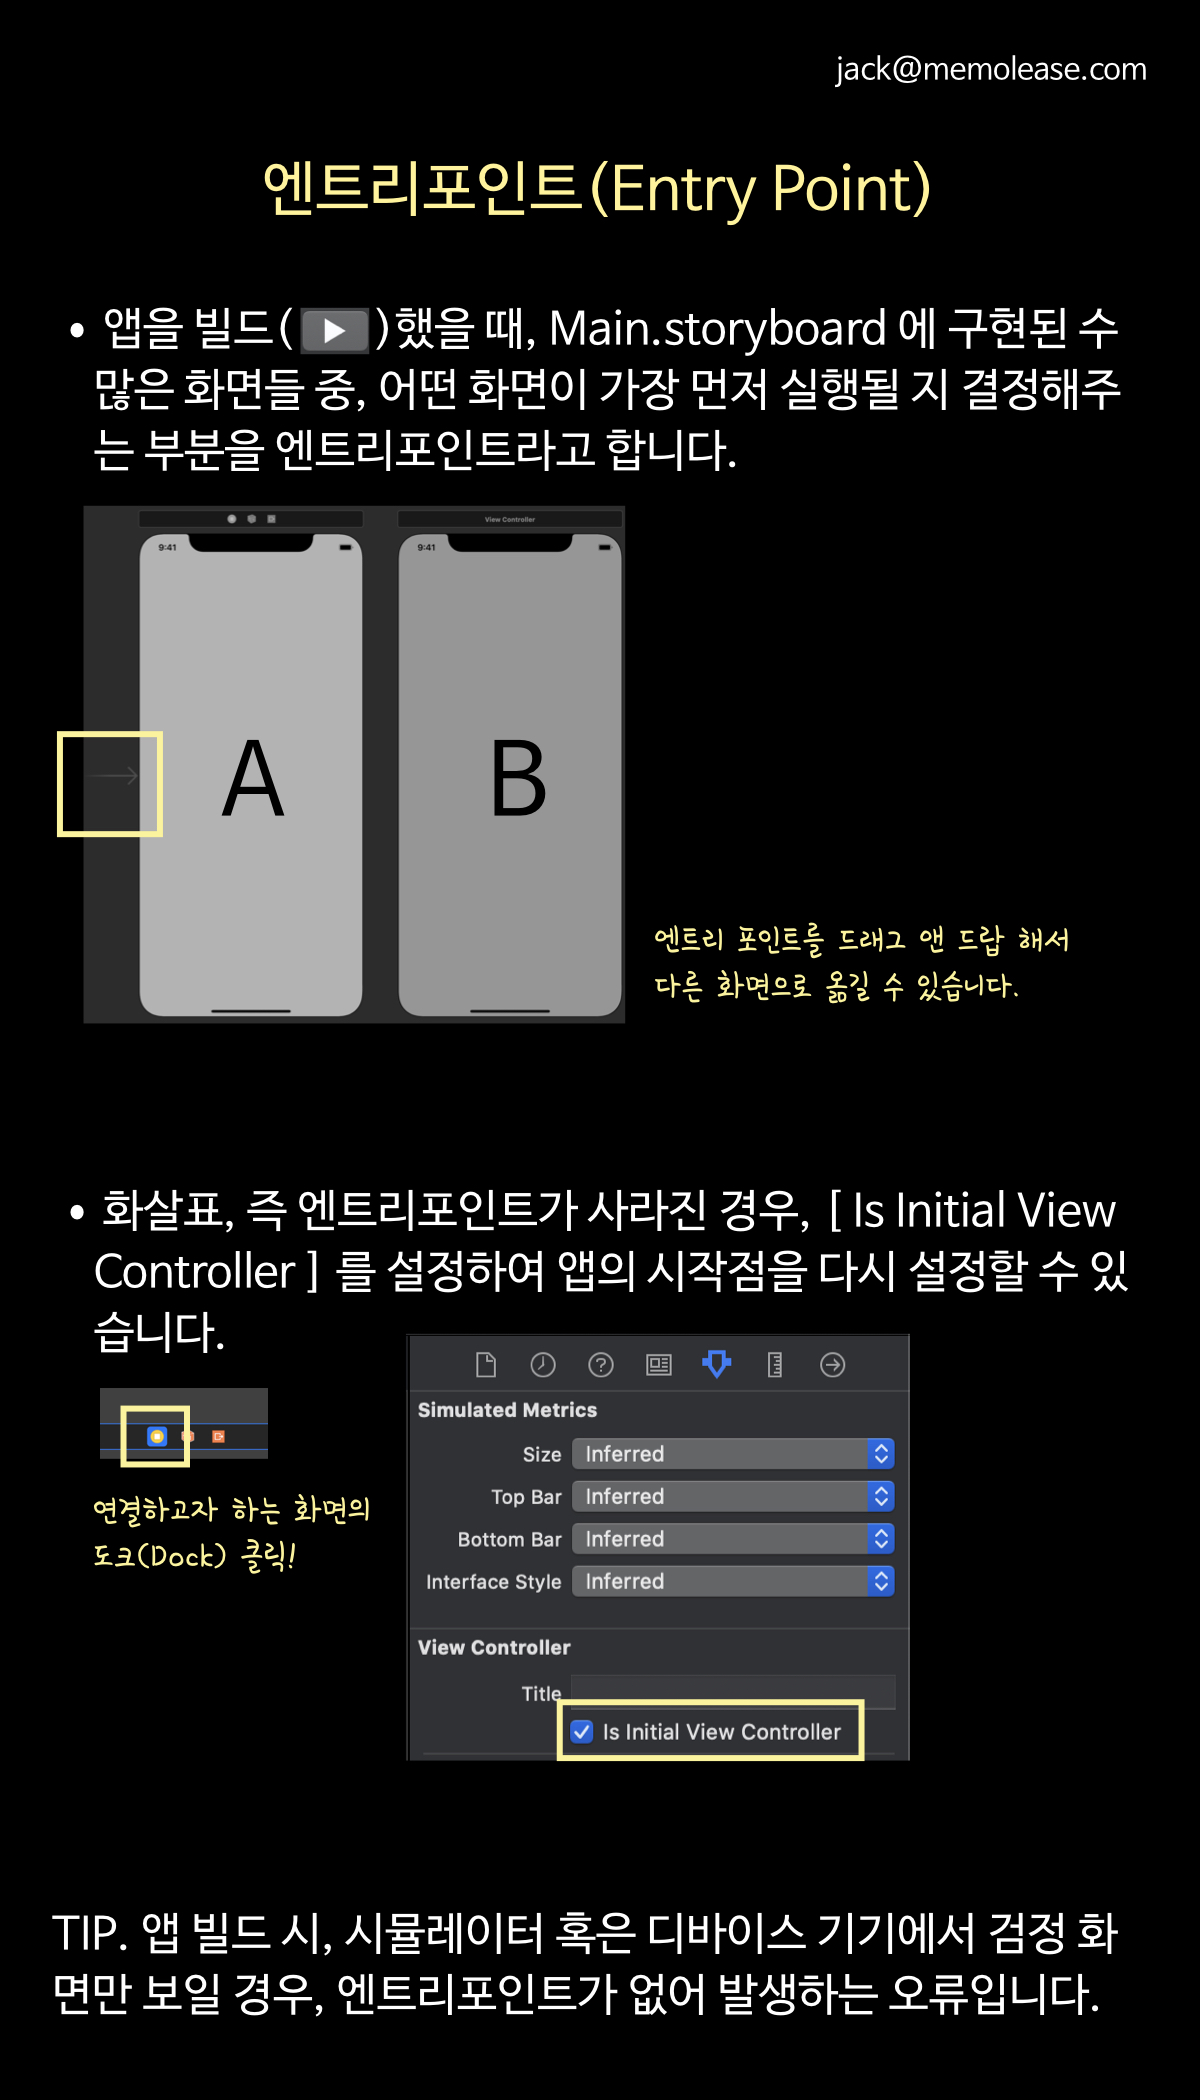 jack@memolease.com
엔트리포인트(Entry Point)
• 앱을 빌드( )했을 때, Main.storyboard 에 구현된 수
많은 화면들 중, 어떤 화면이 가장 먼저 실행될 지 결정해주
는 부분을 엔트리포인트라고 합니다.
View Controller
9:41
9:41
A
B
엔트리 포인트를 드래그 앤 드랍 해서
다른 화면으로 옮길 수 있습니다.
• 화살표, 즉 엔트리포인트가 사라진 경우, [ Is Initial View
Controller ] 를 설정하여 앱의 시작점을 다시 설정할 수 있
습니다.
연결하고자 하는 화면의
도크(Dock) 클릭!
Simulated Metrics
Size Inferred
Top Bar Inferred
Bottom Bar Inferred
Interface Style Inferred
View Controller
Title
Is Initial View Controller
TIP. 앱 빌드 시, 시뮬레이터 혹은 디바이스 기기에서 검정 화
면만 보일 경우, 엔트리포인트가 없어 발생하는 오류입니다.